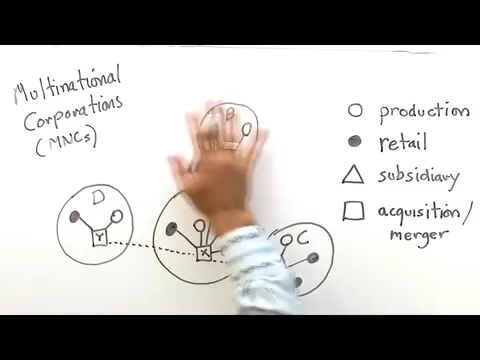 Multinational
Corporations
(MNCs)
B
D
Y
X
C
production
retail
subsidiary
acquisition/
merger